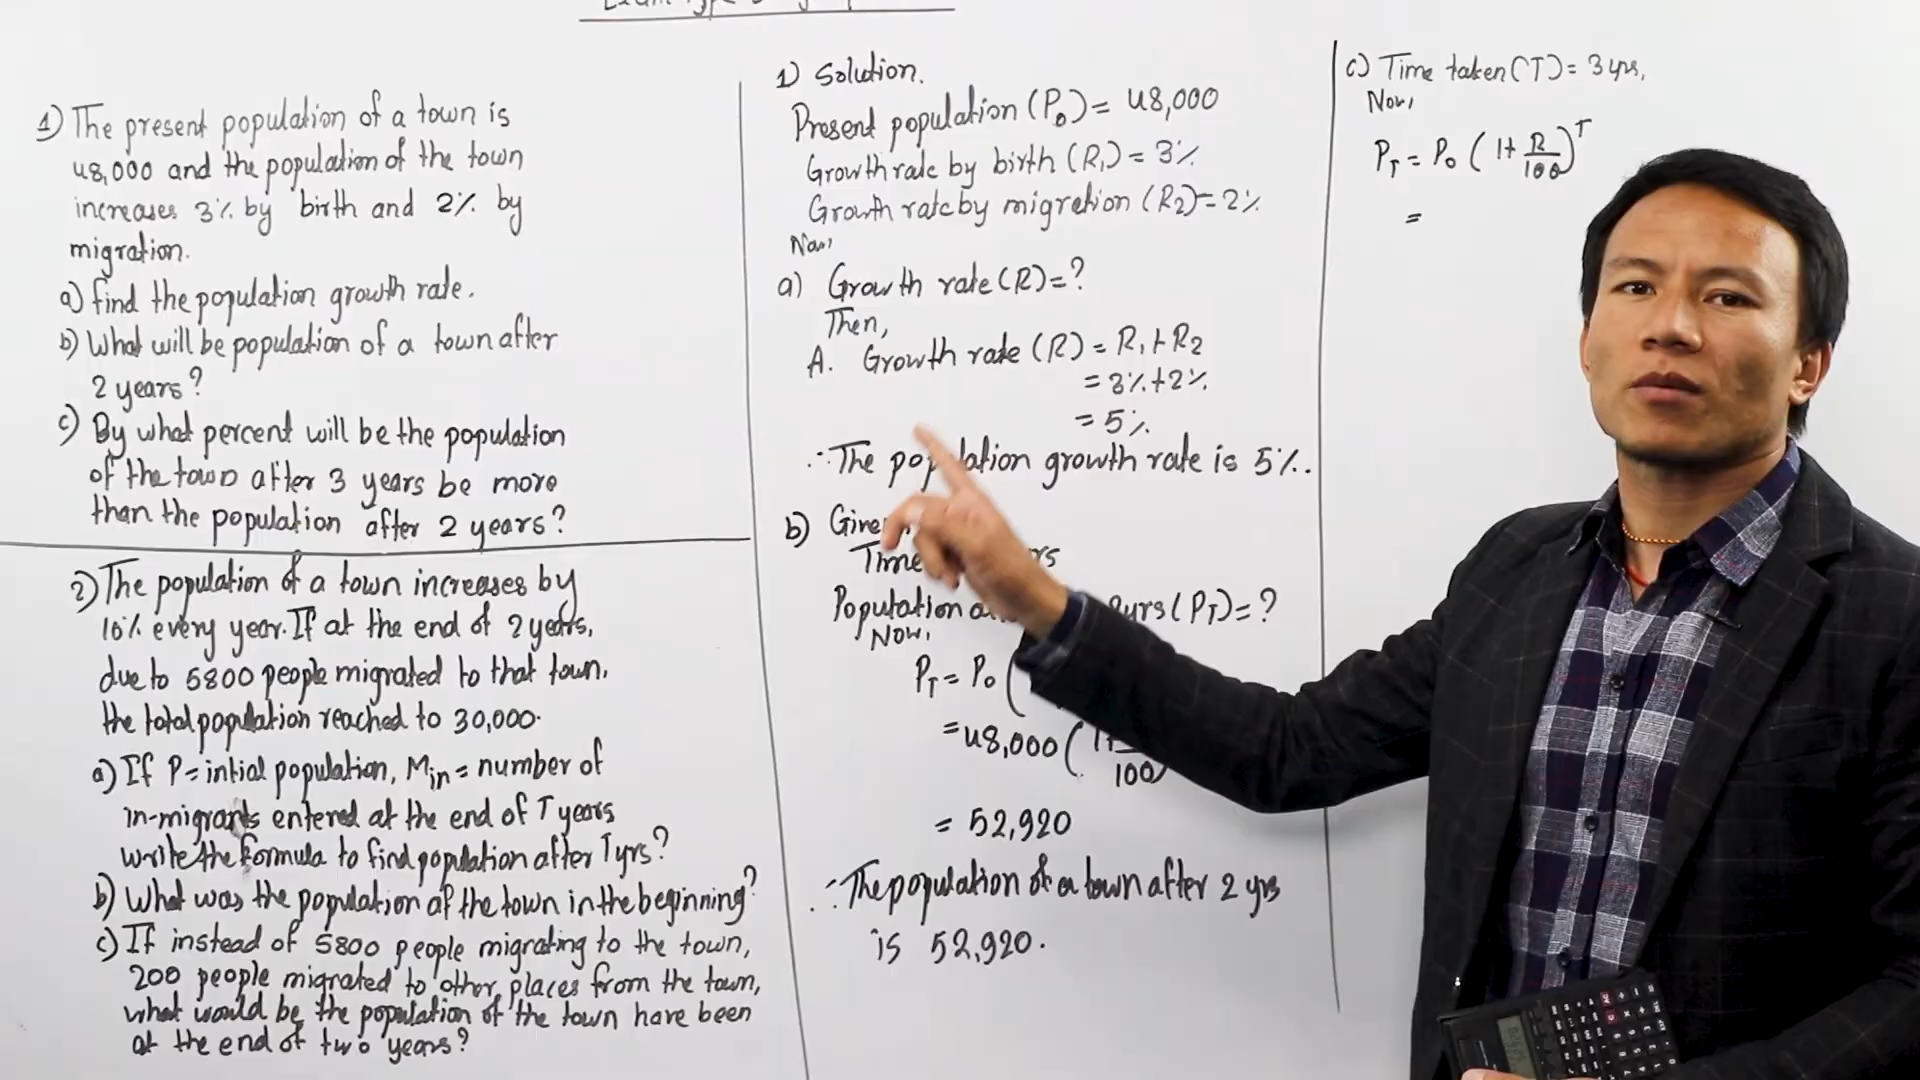 1) The present population of a town is
48,000 and the population of the town
increases 3% by birth and 2% by
migration.
a) find the population growth rate.
b) What will be population of a town after
2 years?
c) By what percent will be the population
of the town after 3 years be more
than the population after 2 years?
2) The population of a town increases by
10% every year. If at the end of 2 years,
due to 5800 people migrated to that town,
the total population reached to 30,000.
a) If P = intial population, Min = number of
in-migrants entered at the end of T years
write the formula to find population after T yrs?
b) What was the population of the town in the beginning?
c) If instead of 5800 people migrating to the town,
200 people migrated to other places from the town,
what would be the population of the town have been
at the end of two years?
1) Solution.
Present population (P₀) = 48,000
Growth rate by birth (R₁) = 3%
Growth rate by migration (R₂) = 2%
Now,
a) Growth rate (R) = ?
Then,
A. Growth rate (R) = R₁ + R₂
= 3% + 2%
= 5%
∴ The population growth rate is 5%.
b) Given
Time
Population 2yrs (PT) = ?
Now,
PT = P₀ (
= 48,000 ( 1+ 100
= 52,920
∴ The population of a town after 2 yrs
is 52,920.
c) Time taken (T) = 3 yrs,
Now,
PT = P₀ ( 1 + R/100 )^T
=